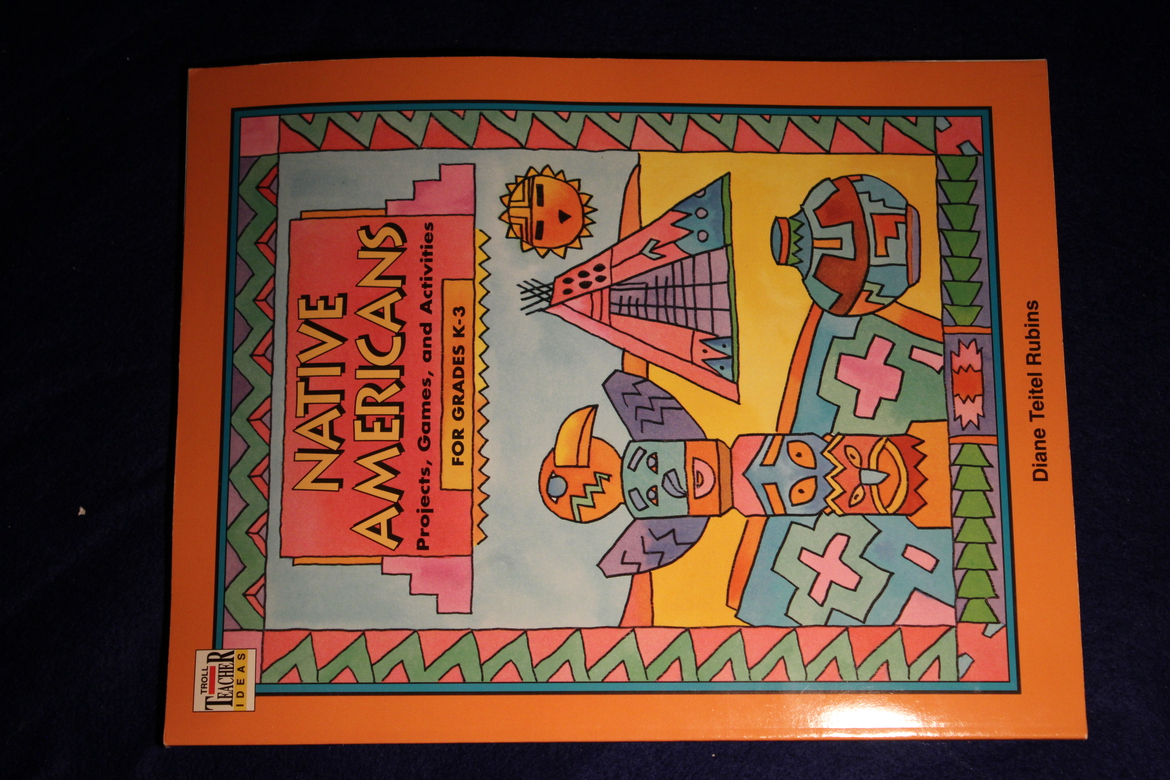 TROLL
TEACHER
IDEAS
NATIVE
AMERICANS
Projects, Games, and Activities
FOR GRADES K-3
Diane Teitel Rubins